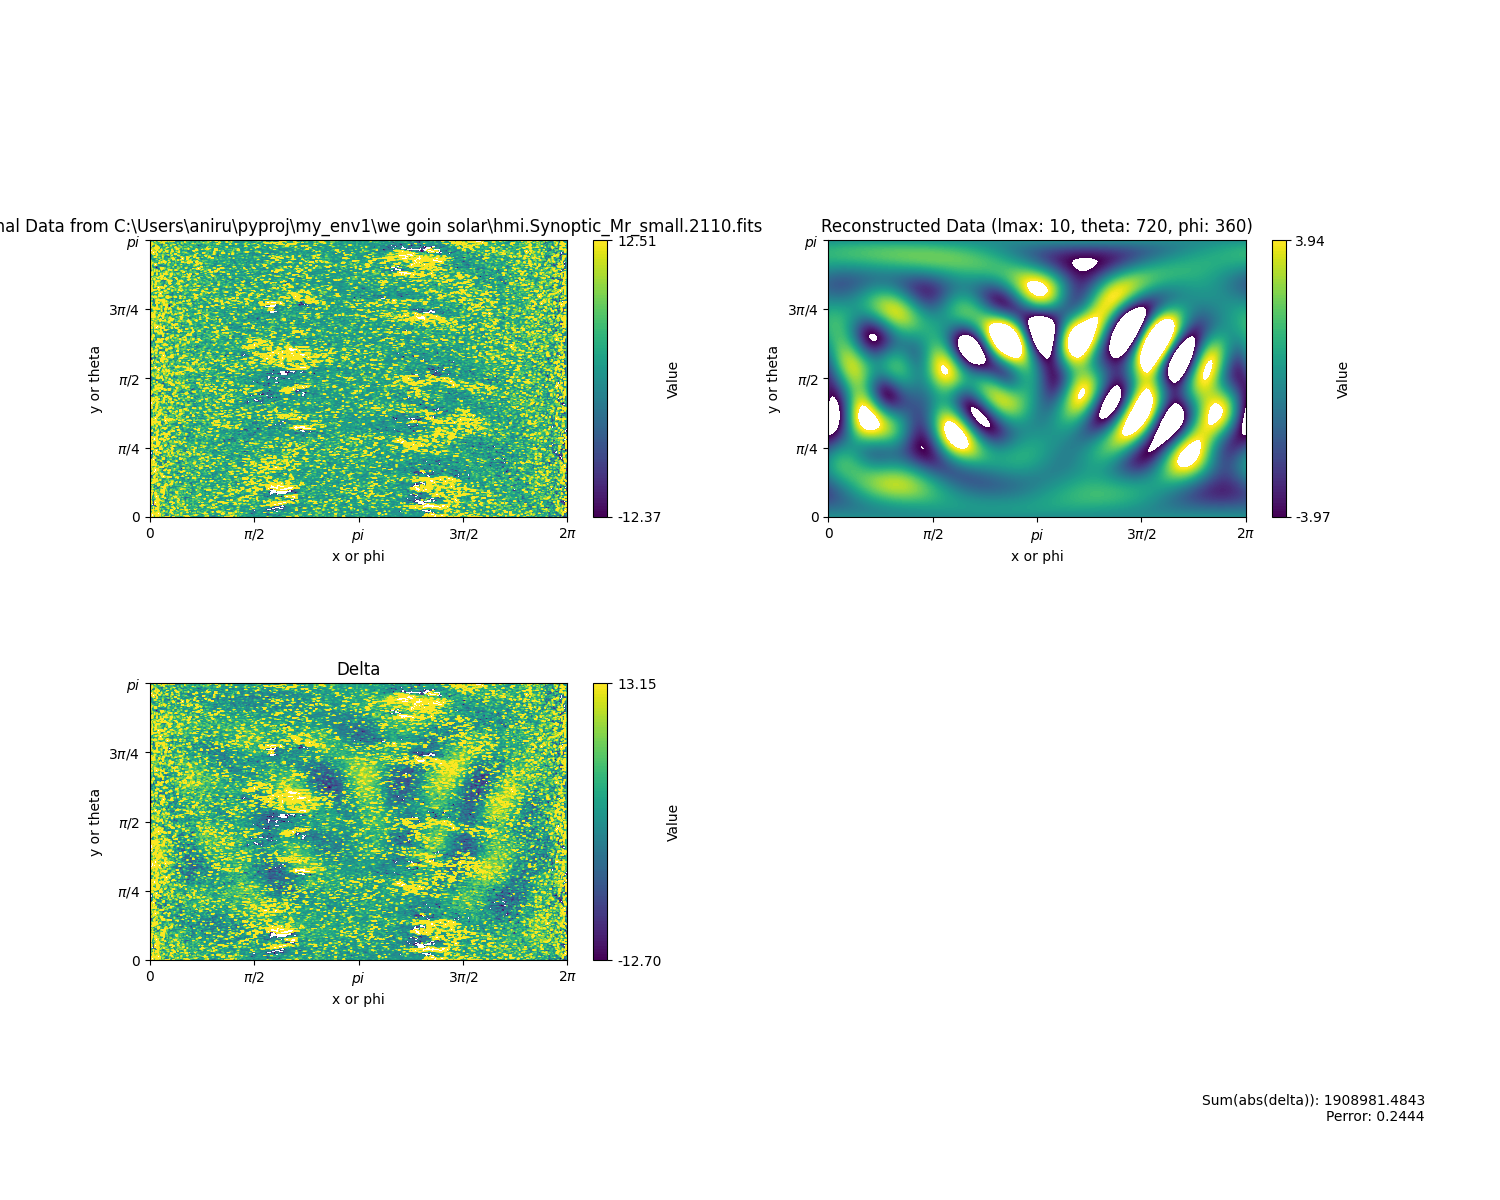 nal Data from C:\Users\aniru\pyproj\my_env1\we goin solar\hmi.Synoptic_Mr_small.2110.fits
pi
3π/4
π/2
π/4
0
y or theta
0
π/2
pi
3π/2
2π
x or phi
12.51
-12.37
Value
Reconstructed Data (lmax: 10, theta: 720, phi: 360)
pi
3π/4
π/2
π/4
0
y or theta
0
π/2
pi
3π/2
2π
x or phi
3.94
-3.97
Value
Delta
pi
3π/4
π/2
π/4
0
y or theta
0
π/2
pi
3π/2
2π
x or phi
13.15
-12.70
Value
Sum(abs(delta)): 1908981.4843
Perror: 0.2444